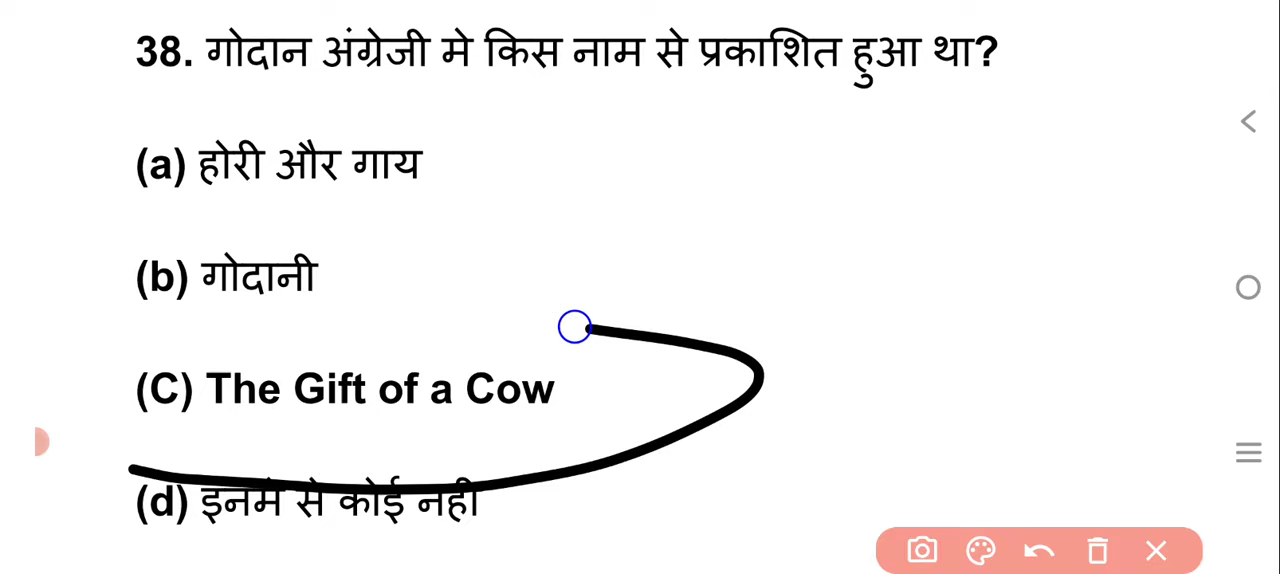 38. गोदान अंग्रेजी मे किस नाम से प्रकाशित हुआ था?
(a) होरी और गाय
(b) गोदानी
(C) The Gift of a Cow
(d) इनमे से कोई नही